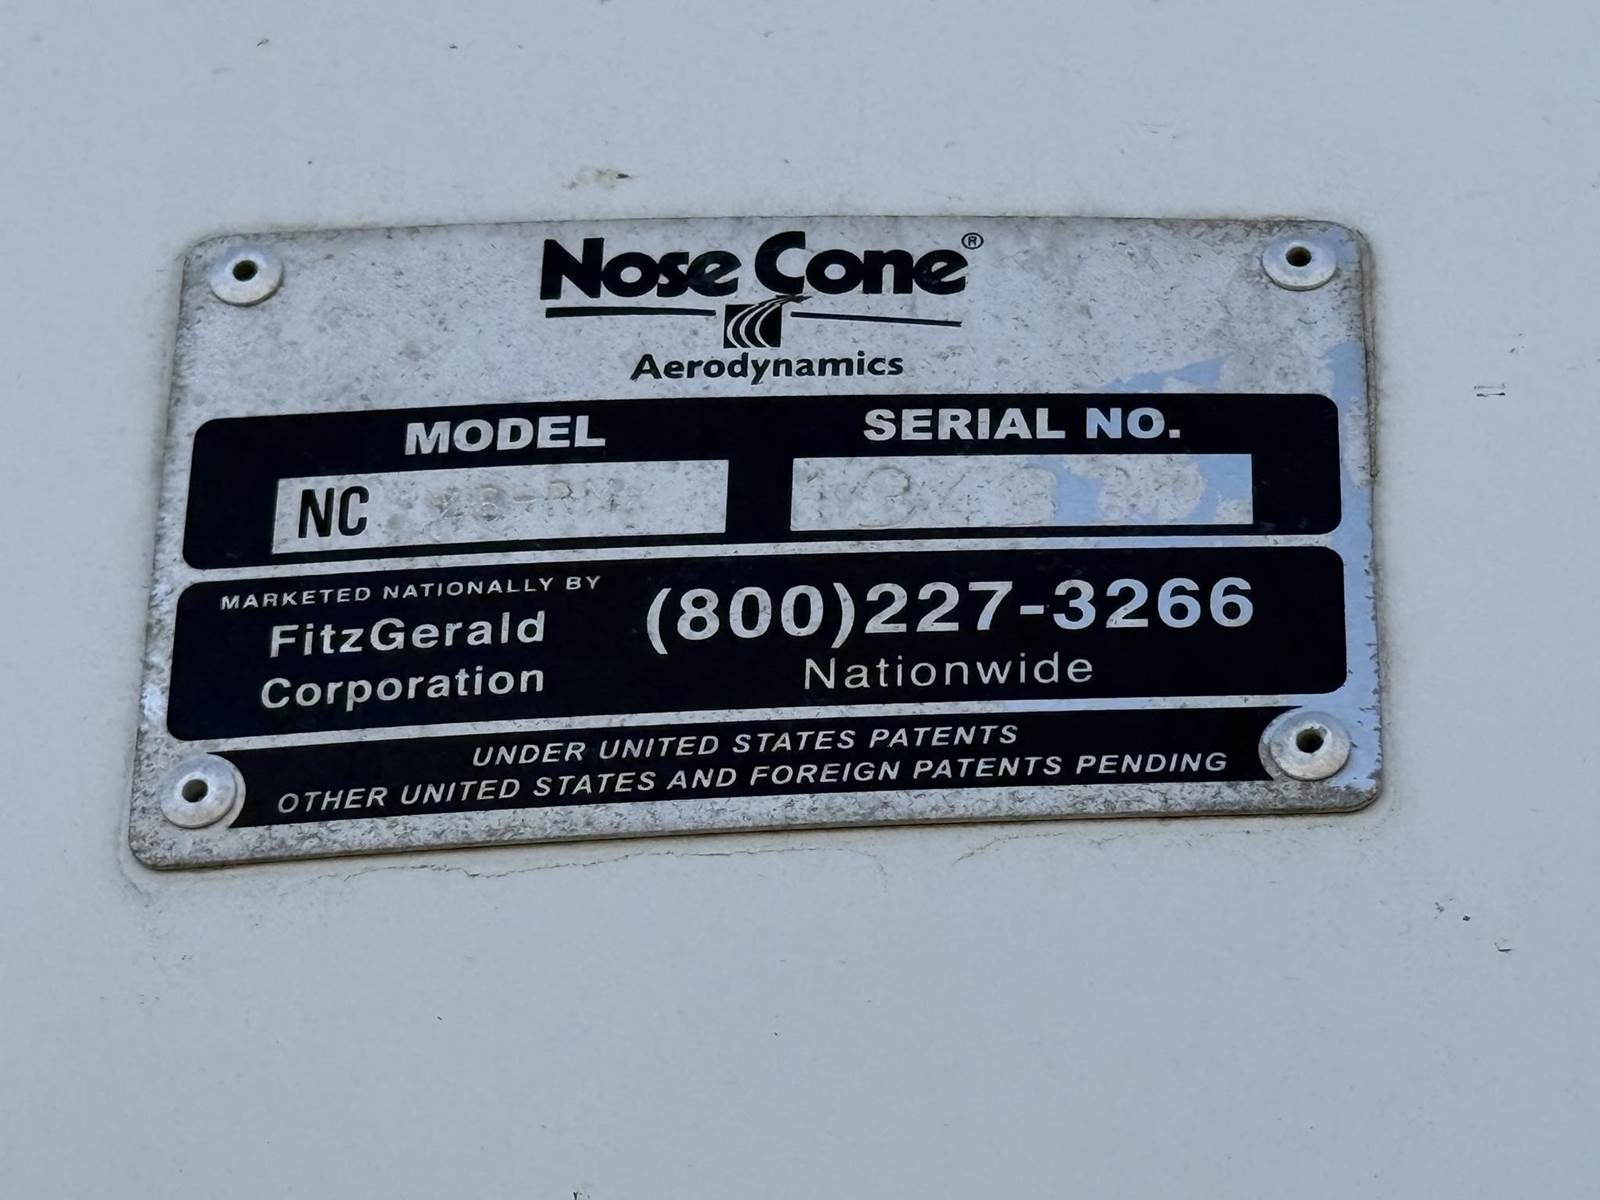 Nose Cone®
Aerodynamics
MODEL
SERIAL NO.
NC
MARKETED NATIONALLY BY
FitzGerald
Corporation
(800)227-3266
Nationwide
UNDER UNITED STATES PATENTS
OTHER UNITED STATES AND FOREIGN PATENTS PENDING